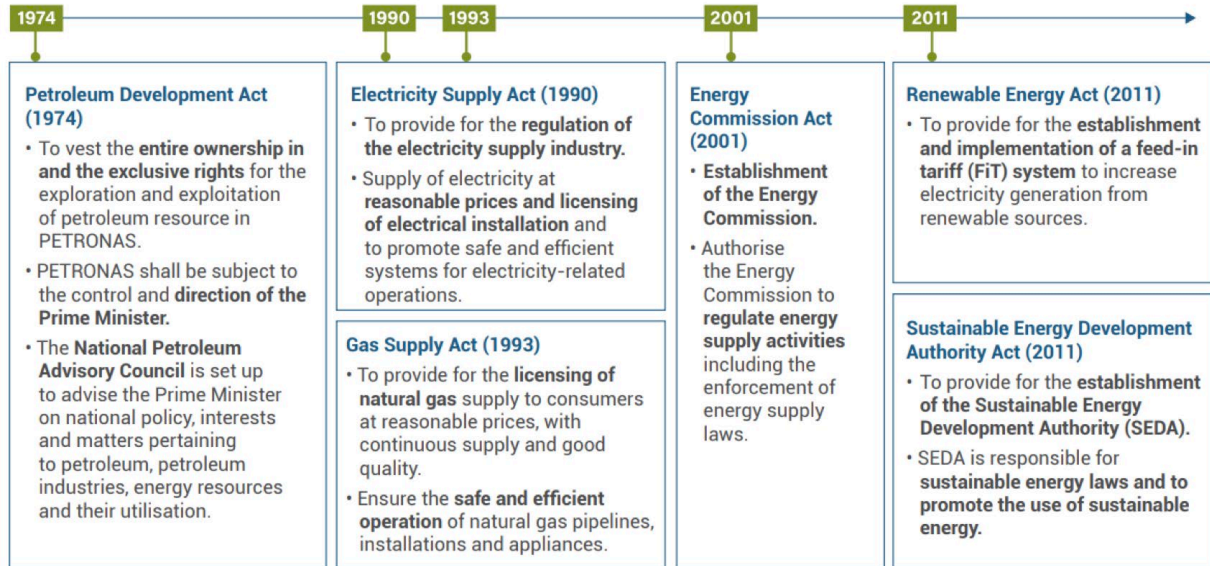 1974
1990
1993
2001
2011
Petroleum Development Act
(1974)
• To vest the entire ownership in
and the exclusive rights for the
exploration and exploitation
of petroleum resource in
PETRONAS.
• PETRONAS shall be subject to
the control and direction of the
Prime Minister.
• The National Petroleum
Advisory Council is set up
to advise the Prime Minister
on national policy, interests
and matters pertaining
to petroleum, petroleum
industries, energy resources
and their utilisation.
Electricity Supply Act (1990)
• To provide for the regulation of
the electricity supply industry.
• Supply of electricity at
reasonable prices and licensing
of electrical installation and
to promote safe and efficient
systems for electricity-related
operations.
Gas Supply Act (1993)
• To provide for the licensing of
natural gas supply to consumers
at reasonable prices, with
continuous supply and good
quality.
• Ensure the safe and efficient
operation of natural gas pipelines,
installations and appliances.
Energy
Commission Act
(2001)
• Establishment
of the Energy
Commission.
• Authorise
the Energy
Commission to
regulate energy
supply activities
including the
enforcement of
energy supply
laws.
Renewable Energy Act (2011)
• To provide for the establishment
and implementation of a feed-in
tariff (FiT) system to increase
electricity generation from
renewable sources.
Sustainable Energy Development
Authority Act (2011)
• To provide for the establishment
of the Sustainable Energy
Development Authority (SEDA).
• SEDA is responsible for
sustainable energy laws and to
promote the use of sustainable
energy.